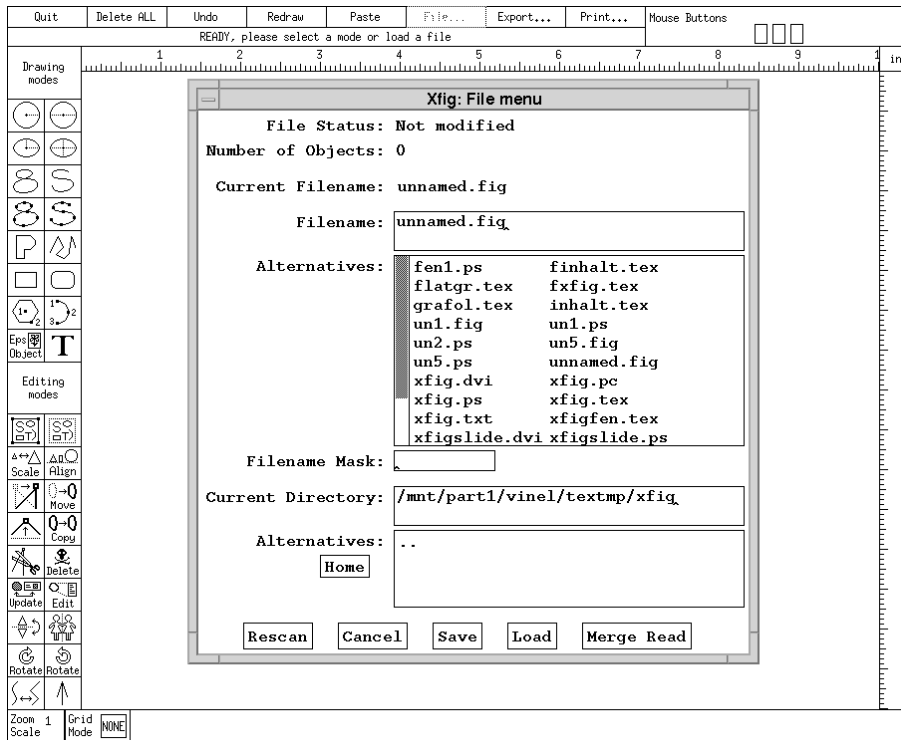 Quit Delete ALL Undo Redraw Paste File... Export... Print... Mouse Buttons
READY, please select a mode or load a file
1 2 3 4 5 6 7 8 9 1 in
Drawing
modes
Xfig: File menu
File Status: Not modified
Number of Objects: 0
Current Filename: unnamed.fig
Filename: unnamed.fig
Alternatives:
fen1.ps finhalt.tex
flatgr.tex fxfig.tex
grafol.tex inhalt.tex
un1.fig un1.ps
un2.ps un5.fig
un5.ps unnamed.fig
xfig.dvi xfig.pc
xfig.ps xfig.tex
xfig.txt xfigfen.tex
xfigslide.dvi xfigslide.ps
Filename Mask:
Current Directory: /mnt/part1/vinel/textmp/xfig
Alternatives: ..
Home
Rescan Cancel Save Load Merge Read
1 2 1 2 3
Eps Object T
Editing
modes
Scale Align
Move
Copy
Delete
Update Edit
Rotate Rotate
Zoom 1 Grid NONE
Scale Mode